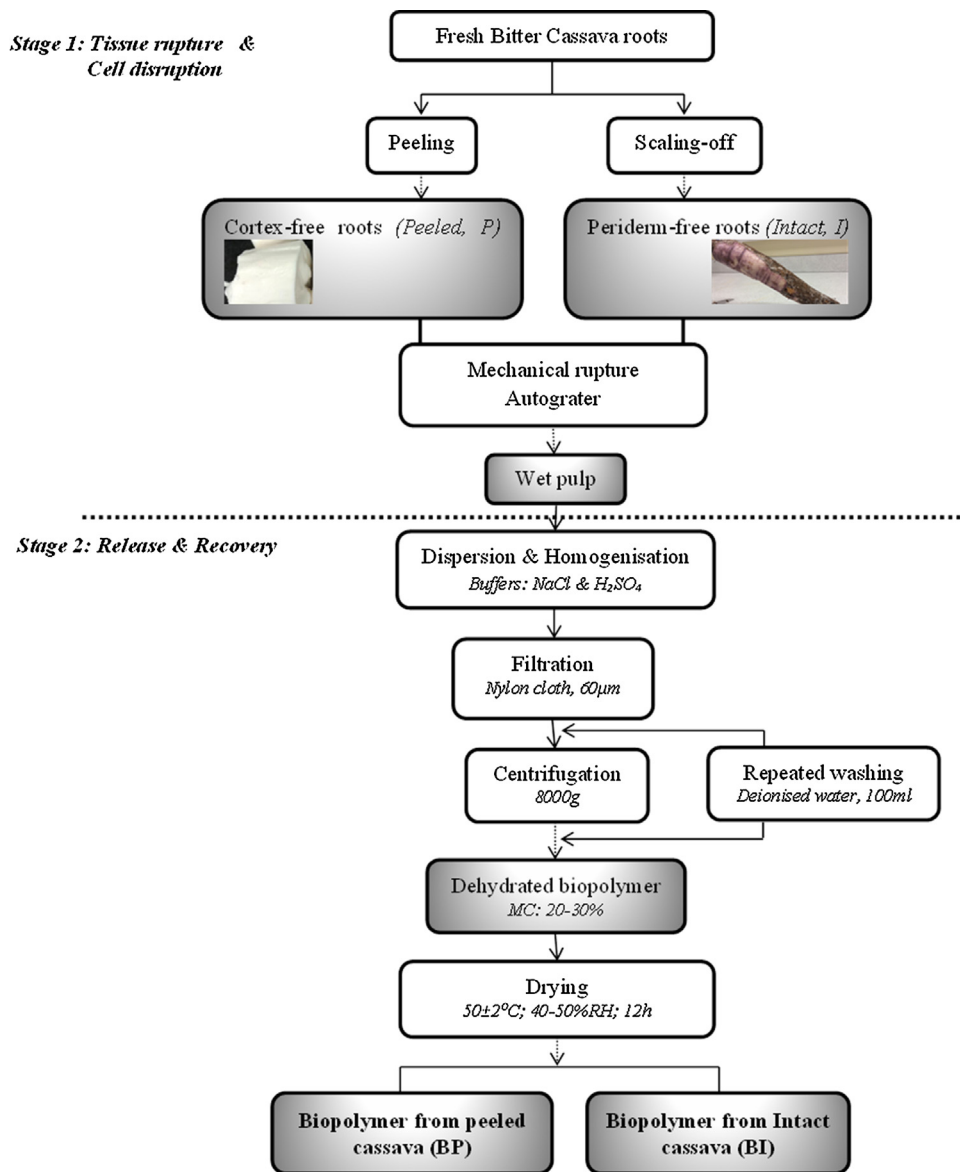 Stage 1: Tissue rupture &
Cell disruption
Fresh Bitter Cassava roots
Peeling
Scaling-off
Cortex-free roots (Peeled, P)
Periderm-free roots (Intact, I)
Mechanical rupture
Autograter
Wet pulp
Stage 2: Release & Recovery
Dispersion & Homogenisation
Buffers: NaCl & H₂SO₄
Filtration
Nylon cloth, 60µm
Centrifugation
8000g
Repeated washing
Deionised water, 100ml
Dehydrated biopolymer
MC: 20-30%
Drying
50±2°C; 40-50%RH; 12h
Biopolymer from peeled
cassava (BP)
Biopolymer from Intact
cassava (BI)